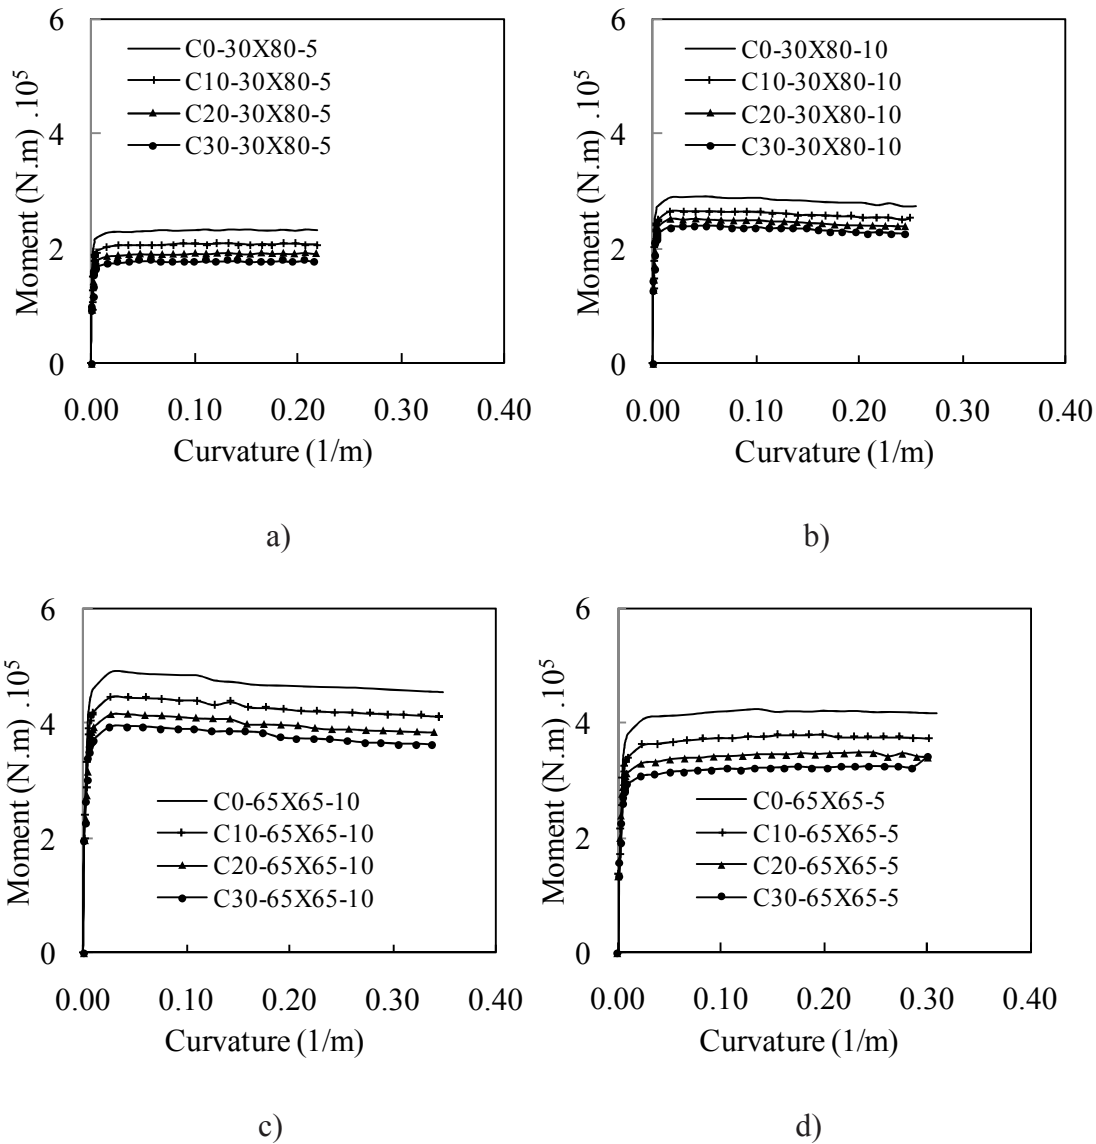 6
4
2
0
Moment (N.m) .10⁵
C0-30X80-5
C10-30X80-5
C20-30X80-5
C30-30X80-5
0.00 0.10 0.20 0.30 0.40
Curvature (1/m)
a)
6
4
2
0
Moment (N.m) .10⁵
C0-30X80-10
C10-30X80-10
C20-30X80-10
C30-30X80-10
0.00 0.10 0.20 0.30 0.40
Curvature (1/m)
b)
6
4
2
0
Moment (N.m) .10⁵
C0-65X65-10
C10-65X65-10
C20-65X65-10
C30-65X65-10
0.00 0.10 0.20 0.30 0.40
Curvature (1/m)
c)
6
4
2
0
Moment (N.m) .10⁵
C0-65X65-5
C10-65X65-5
C20-65X65-5
C30-65X65-5
0.00 0.10 0.20 0.30 0.40
Curvature (1/m)
d)